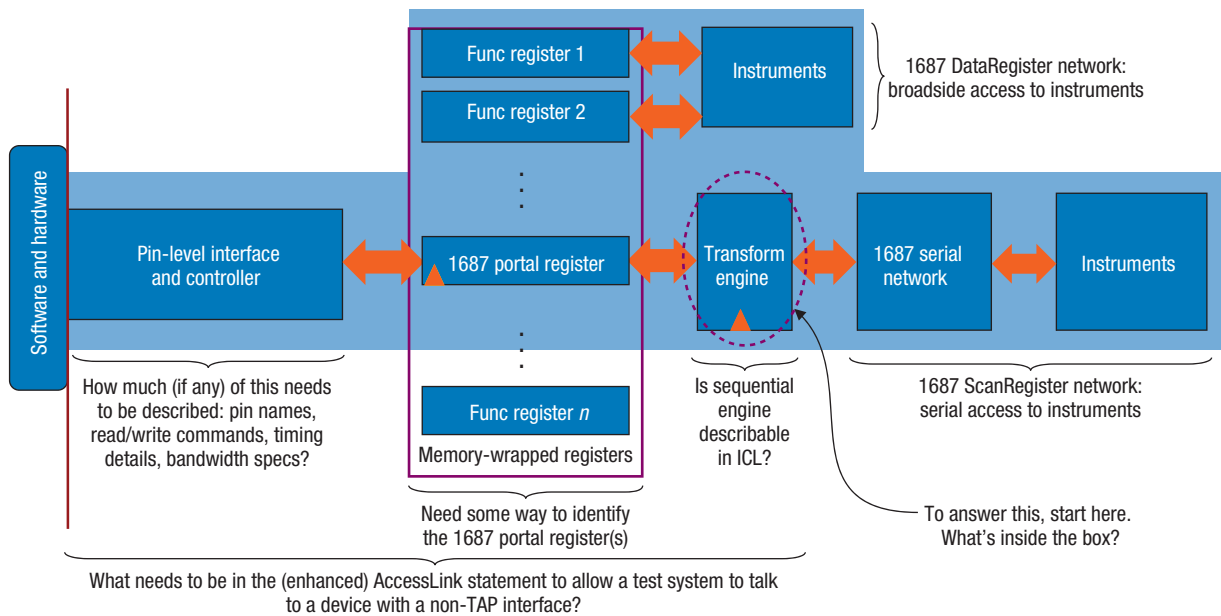 Software and hardware
Pin-level interface
and controller
Func register 1
Func register 2
1687 portal register
Func register n
Memory-wrapped registers
Instruments
1687 DataRegister network:
broadside access to instruments
Transform
engine
1687 serial
network
Instruments
How much (if any) of this needs
to be described: pin names,
read/write commands, timing
details, bandwidth specs?
Is sequential
engine
describable
in ICL?
1687 ScanRegister network:
serial access to instruments
Need some way to identify
the 1687 portal register(s)
To answer this, start here.
What's inside the box?
What needs to be in the (enhanced) AccessLink statement to allow a test system to talk
to a device with a non-TAP interface?